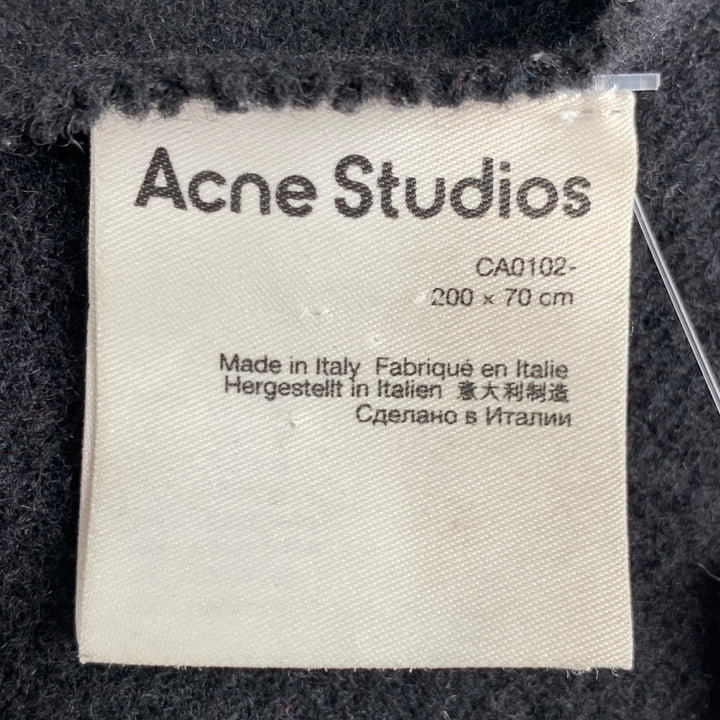 Acne Studios
CA0102-
200 × 70 cm
Made in Italy Fabriqué en Italie
Hergestellt in Italien 意大利制造
Сделано в Италии